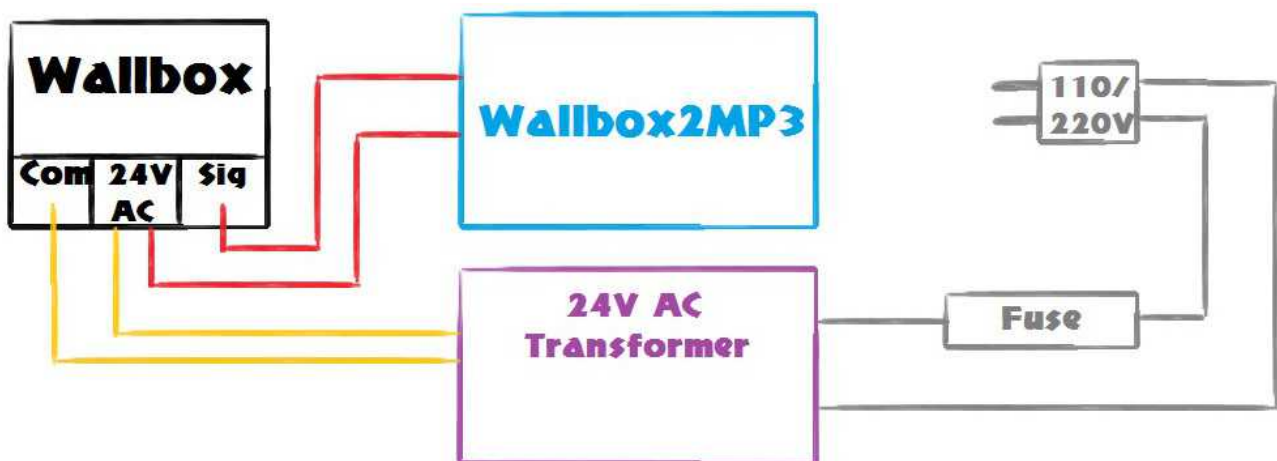 Wallbox
Com
24V
AC
Sig
Wallbox2MP3
110/
220V
24V AC
Transformer
Fuse